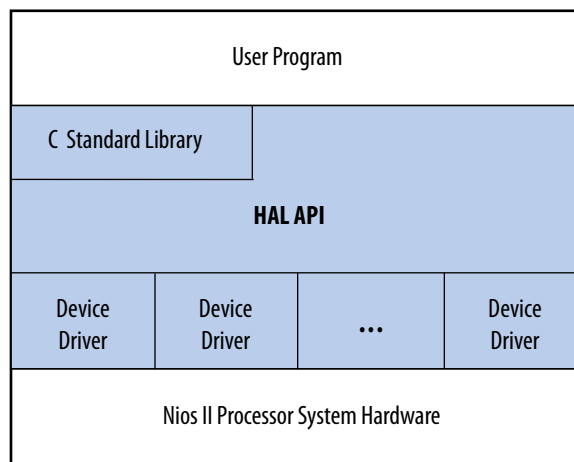 User Program
C Standard Library
HAL API
Device
Driver
Device
Driver
...
Device
Driver
Nios II Processor System Hardware